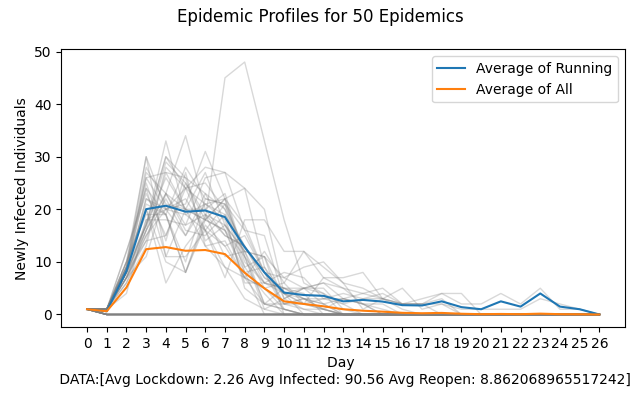 Epidemic Profiles for 50 Epidemics
50
40
30
20
10
0
Newly Infected Individuals
Average of Running
Average of All
0 1 2 3 4 5 6 7 8 9 10 11 12 13 14 15 16 17 18 19 20 21 22 23 24 25 26
Day
DATA:[Avg Lockdown: 2.26 Avg Infected: 90.56 Avg Reopen: 8.862068965517242]